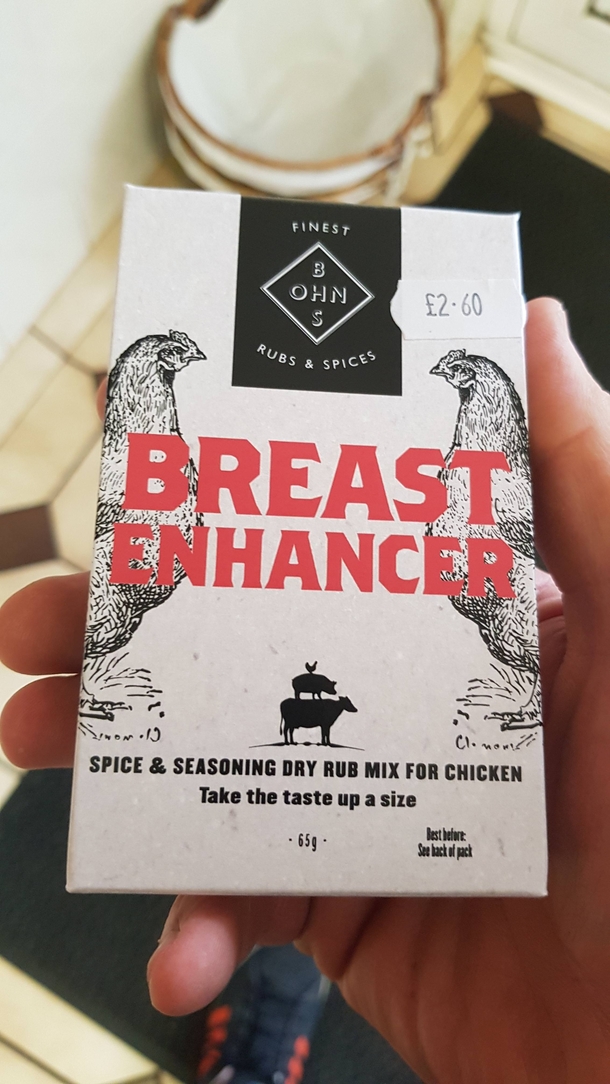 FINEST
B
OHN
S
RUBS & SPICES
£2.60
BREAST
ENHANCER
SPICE & SEASONING DRY RUB MIX FOR CHICKEN
Take the taste up a size
· 65g ·
Best before:
See back of pack